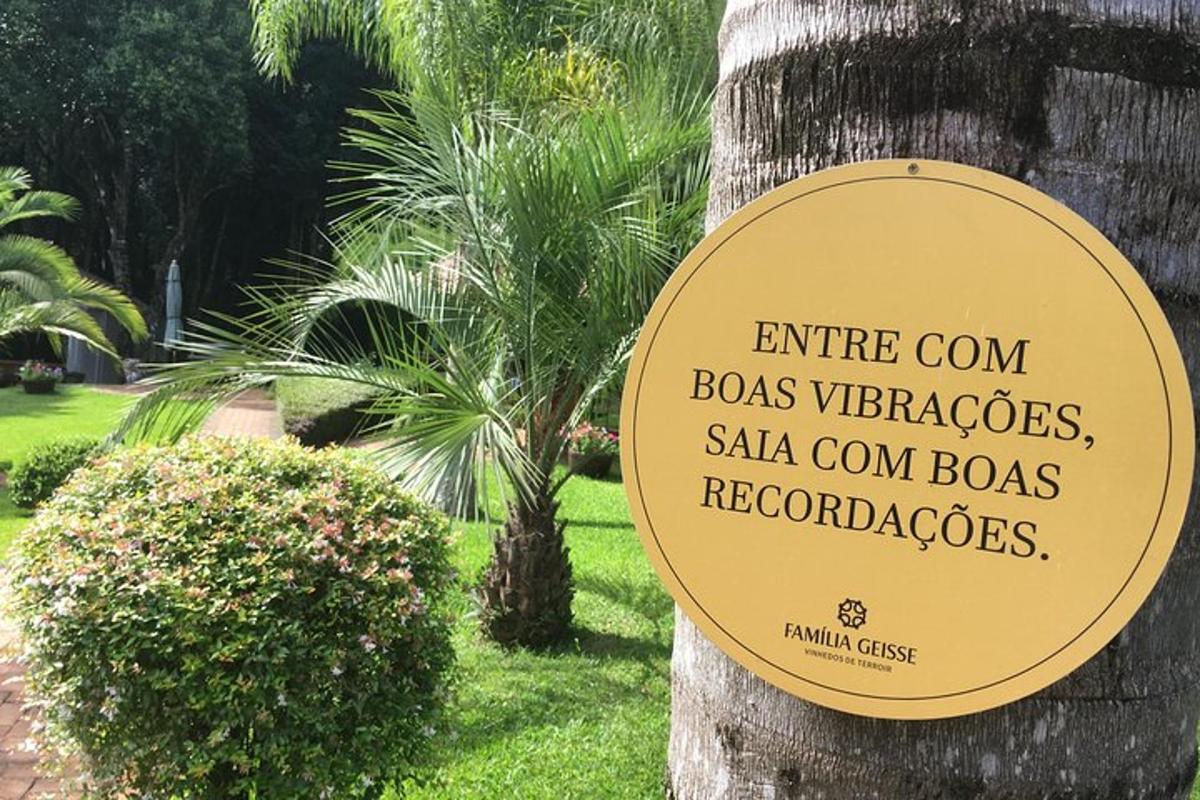 ENTRE COM
BOAS VIBRAÇÕES,
SAIA COM BOAS
RECORDAÇÕES.
FAMÍLIA GEISSE
VINHEDOS DE TERROIR